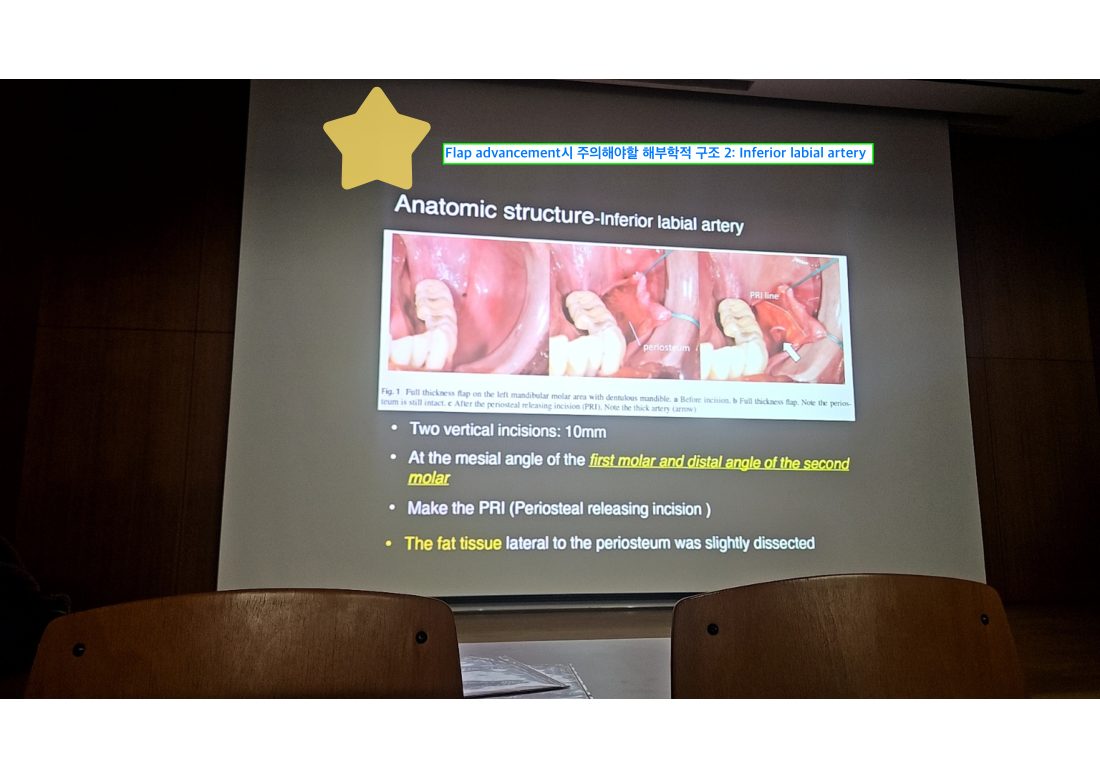 Flap advancement시 주의해야할 해부학적 구조 2: Inferior labial artery
Anatomic structure-Inferior labial artery
PRI line
periosteum
Fig. 1 Full thickness flap on the left mandibular molar area with dentulous mandible. a Before incision. b Full thickness flap. Note the perios-
teum is still intact. c After the periosteal releasing incision (PRI). Note the thick artery (arrow)
• Two vertical incisions: 10mm
• At the mesial angle of the first molar and distal angle of the second
molar
• Make the PRI (Periosteal releasing incision )
• The fat tissue lateral to the periosteum was slightly dissected